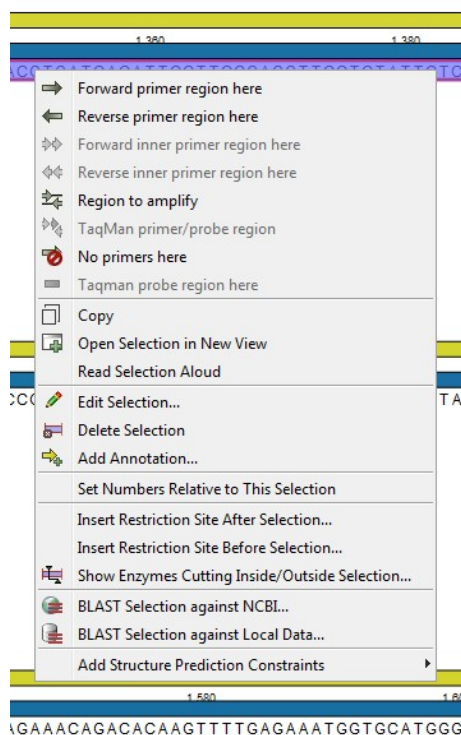 1.360 1.380
Forward primer region here
Reverse primer region here
Forward inner primer region here
Reverse inner primer region here
Region to amplify
TaqMan primer/probe region
No primers here
Taqman probe region here
Copy
Open Selection in New View
Read Selection Aloud
Edit Selection...
Delete Selection
Add Annotation...
Set Numbers Relative to This Selection
Insert Restriction Site After Selection...
Insert Restriction Site Before Selection...
Show Enzymes Cutting Inside/Outside Selection...
BLAST Selection against NCBI...
BLAST Selection against Local Data...
Add Structure Prediction Constraints
1.580
AGAAACAGACACAAGTTTTGAGAAATGGTGCATGGG